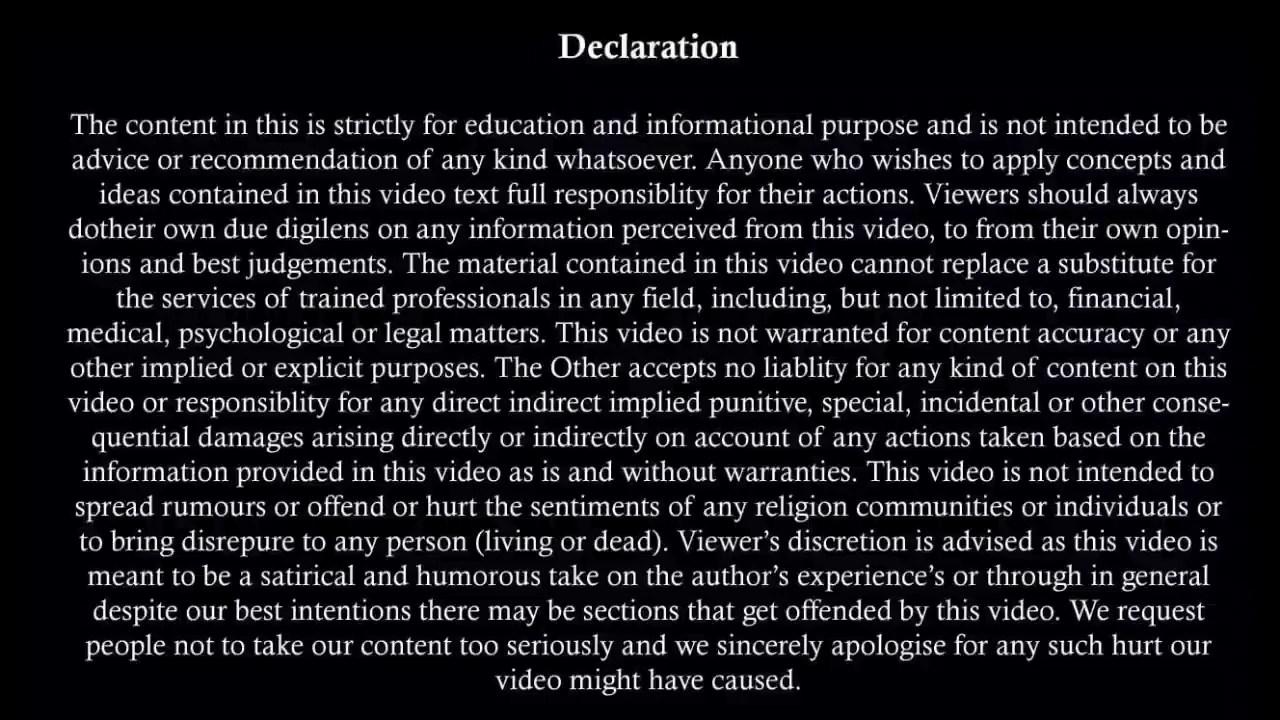 Declaration
The content in this is strictly for education and informational purpose and is not intended to be
advice or recommendation of any kind whatsoever. Anyone who wishes to apply concepts and
ideas contained in this video text full responsiblity for their actions. Viewers should always
dotheir own due digilens on any information perceived from this video, to from their own opin-
ions and best judgements. The material contained in this video cannot replace a substitute for
the services of trained professionals in any field, including, but not limited to, financial,
medical, psychological or legal matters. This video is not warranted for content accuracy or any
other implied or explicit purposes. The Other accepts no liablity for any kind of content on this
video or responsiblity for any direct indirect implied punitive, special, incidental or other conse-
quential damages arising directly or indirectly on account of any actions taken based on the
information provided in this video as is and without warranties. This video is not intended to
spread rumours or offend or hurt the sentiments of any religion communities or individuals or
to bring disrepure to any person (living or dead). Viewer's discretion is advised as this video is
meant to be a satirical and humorous take on the author's experience's or through in general
despite our best intentions there may be sections that get offended by this video. We request
people not to take our content too seriously and we sincerely apologise for any such hurt our
video might have caused.